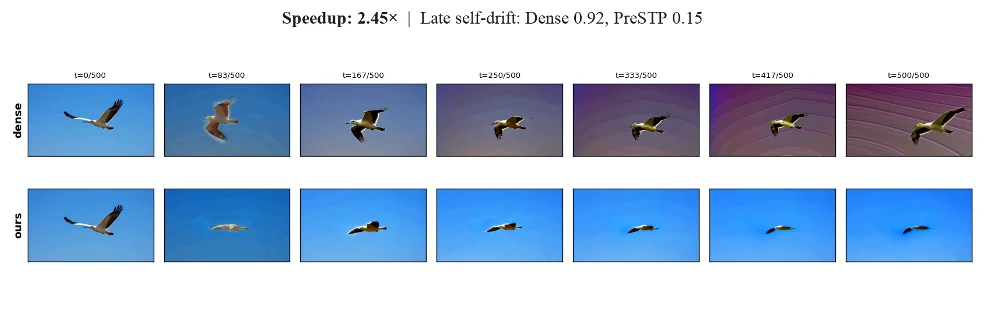 Speedup: 2.45× | Late self-drift: Dense 0.92, PreSTP 0.15
t=0/500 t=83/500 t=167/500 t=250/500 t=333/500 t=417/500 t=500/500
dense
ours